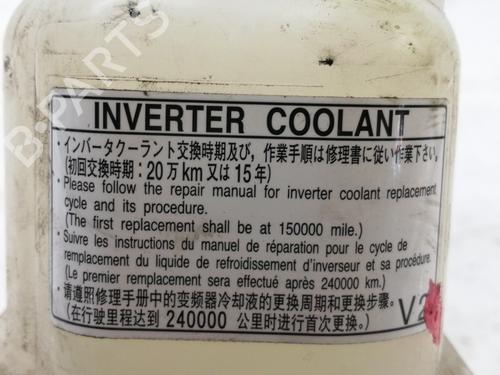 INVERTER COOLANT
・インバータクーラント交換時期及び，作業手順は修理書に従い作業下さい。
(初回交換時期：20万km又は15年)
・Please follow the repair manual for inverter coolant replacement
cycle and its procedure.
(The first replacement shall be at 150000 mile.)
・Suivre les instructions du manuel de réparation pour le cycle de
remplacement du liquide de refroidissement d'inverseur et sa procédure.
(Le premier remplacement sera effectué après 240000 km.)
・请遵照修理手册中的变频器冷却液的更换周期和更换步骤。
(在行驶里程达到 240000 公里时进行首次更换。)
B-PARTS